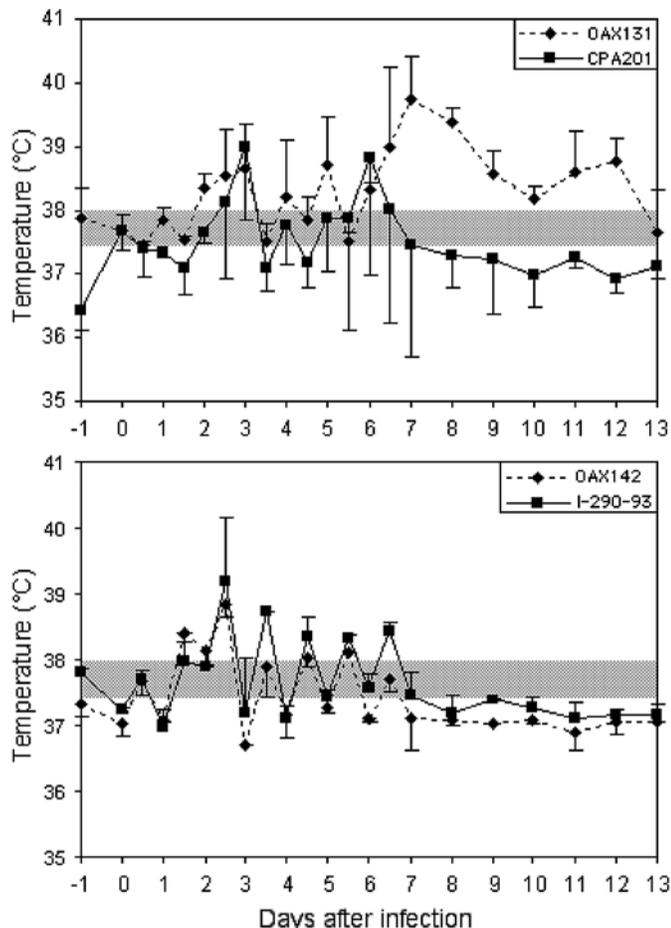 41
OAX131
CPA201
40
39
38
37
36
35
Temperature (°C)
-1 0 1 2 3 4 5 6 7 8 9 10 11 12 13
41
OAX142
I-290-93
40
39
38
37
36
35
Temperature (°C)
-1 0 1 2 3 4 5 6 7 8 9 10 11 12 13
Days after infection